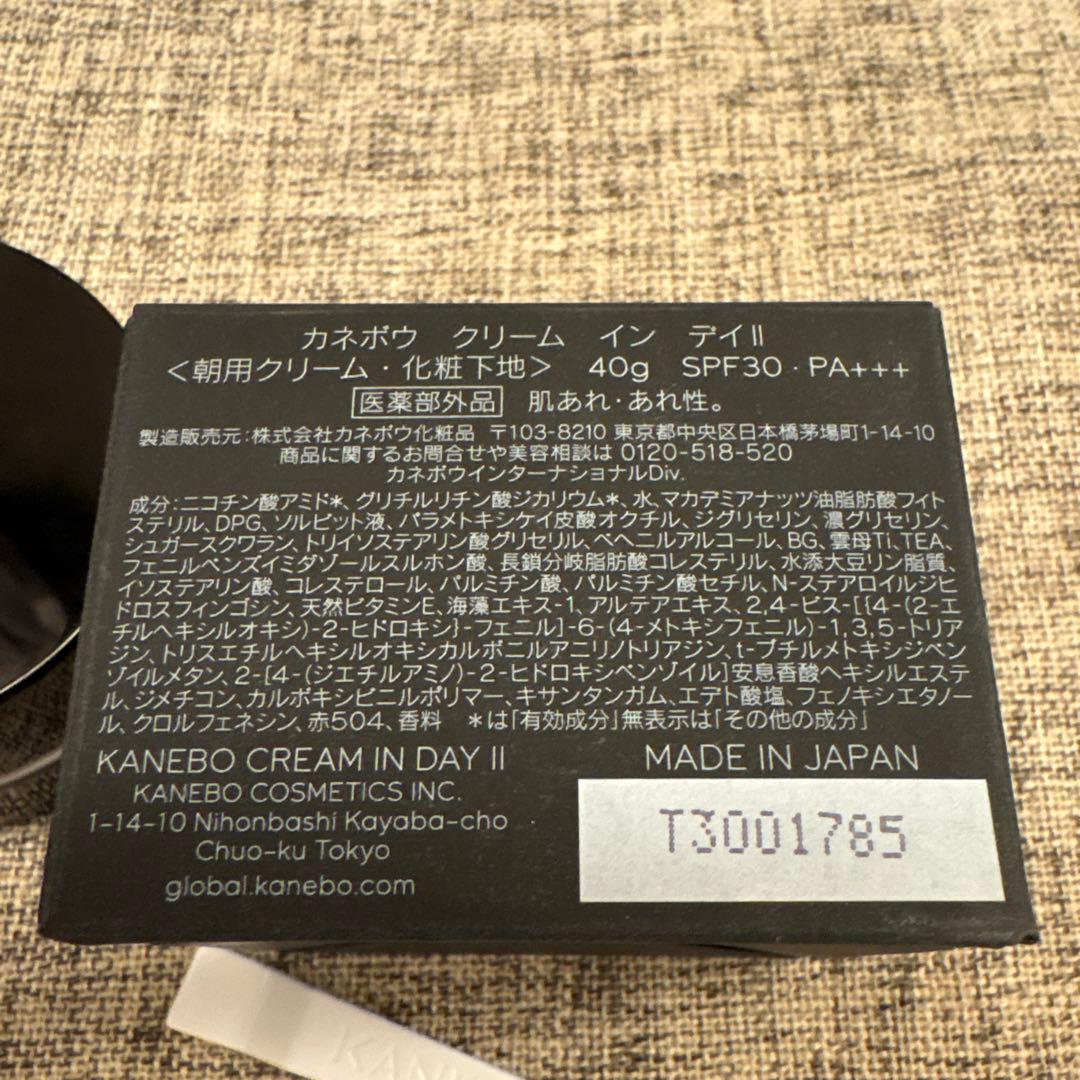 カネボウ クリーム イン デイⅡ
＜朝用クリーム・化粧下地＞ 40g SPF30・PA+++
医薬部外品 肌あれ・あれ性。
製造販売元:株式会社カネボウ化粧品 〒103-8210 東京都中央区日本橋茅場町1-14-10
商品に関するお問合せや美容相談は 0120-518-520
カネボウインターナショナルDiv.
成分:ニコチン酸アミド*、グリチルリチン酸ジカリウム*、水、マカデミアナッツ油脂肪酸フィト
ステリル、DPG、ソルビット液、パラメトキシケイ皮酸オクチル、ジグリセリン、濃グリセリン、
シュガースクワラン、トリイソステアリン酸グリセリル、ベヘニルアルコール、BG、雲母Ti、TEA、
フェニルベンズイミダゾールスルホン酸、長鎖分岐脂肪酸コレステリル、水添大豆リン脂質、
イソステアリン酸、コレステロール、パルミチン酸、パルミチン酸セチル、N-ステアロイルジヒ
ドロスフィンゴシン、天然ビタミンE、海藻エキス-1、アルテアエキス、2,4-ビス-[{4-(2-エ
チルヘキシルオキシ)-2-ヒドロキシ}-フェニル]-6-(4-メトキシフェニル)-1,3,5-トリア
ジン、トリスエチルヘキシルオキシカルボニルアニリノトリアジン、t-ブチルメトキシジベン
ゾイルメタン、2-[4-(ジエチルアミノ)-2-ヒドロキシベンゾイル]安息香酸ヘキシルエステ
ル、ジメチコン、カルボキシビニルポリマー、キサンタンガム、エデト酸塩、フェノキシエタノー
ル、クロルフェネシン、赤504、香料 *は「有効成分」無表示は「その他の成分」
KANEBO CREAM IN DAY Ⅱ
KANEBO COSMETICS INC.
1-14-10 Nihonbashi Kayaba-cho
Chuo-ku Tokyo
global.kanebo.com
MADE IN JAPAN
T3001785